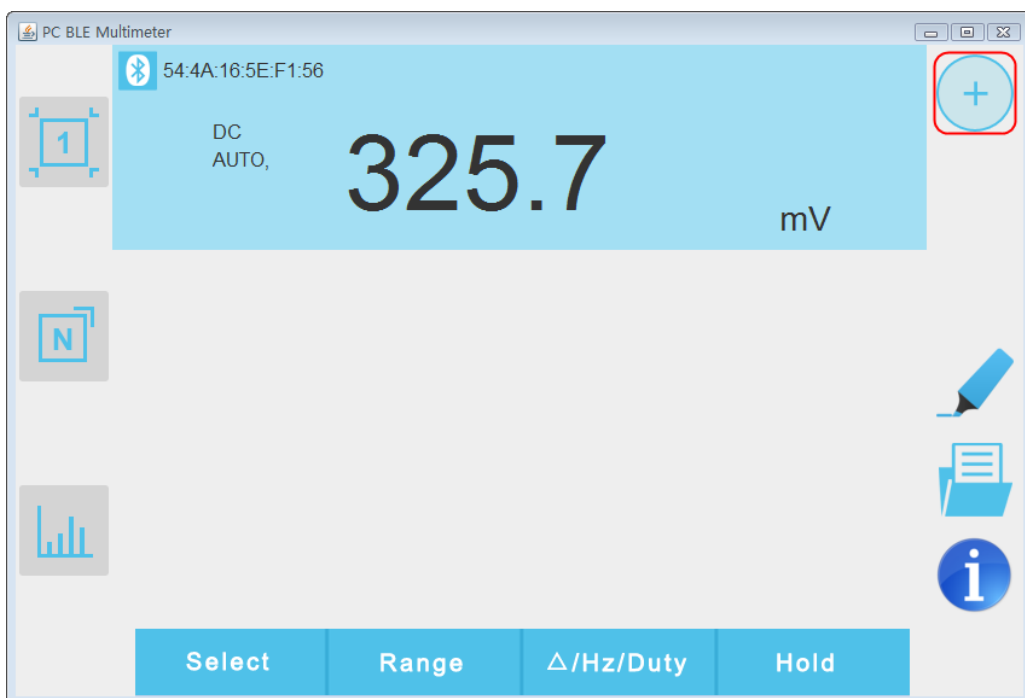 PC BLE Multimeter
54:4A:16:5E:F1:56
DC
AUTO,
325.7
mV
1
N
+
i
Select Range △/Hz/Duty Hold